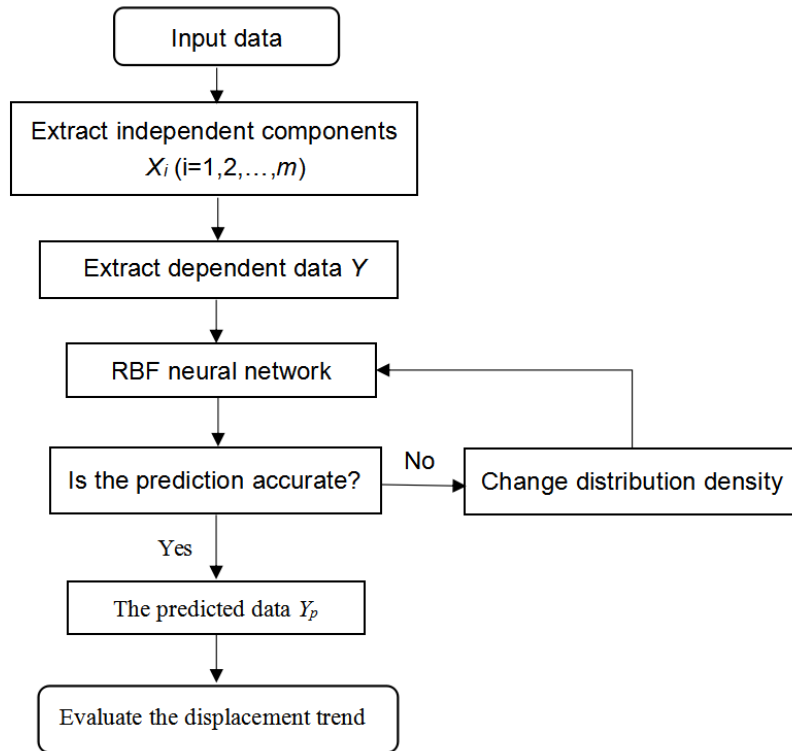 Input data
Extract independent components
Xi (i=1,2,…,m)
Extract dependent data Y
RBF neural network
Is the prediction accurate?
No
Change distribution density
Yes
The predicted data Yp
Evaluate the displacement trend